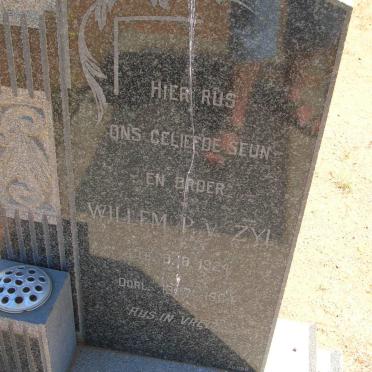 HIER RUS
ONS GELIEFDE SEUN
EN BROER
WILLEM P. V. ZYL
RUS IN VREDE